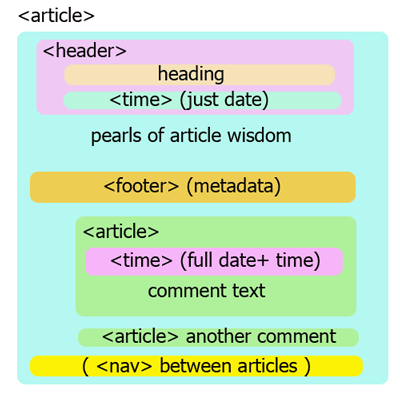 <article>
<header>
heading
<time> (just date)
pearls of article wisdom
<footer> (metadata)
<article>
<time> (full date+ time)
comment text
<article> another comment
( <nav> between articles )